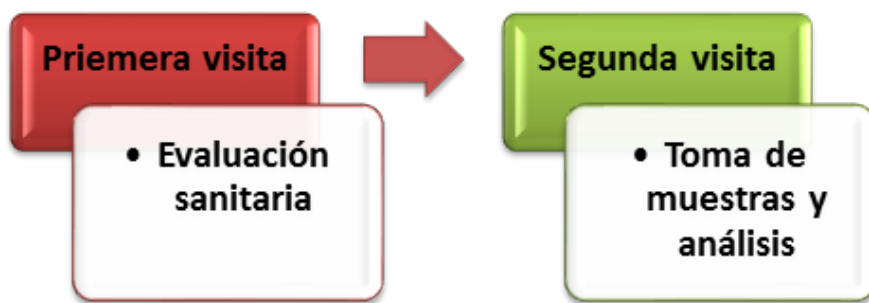 Priemera visita
• Evaluación
sanitaria
Segunda visita
• Toma de
muestras y
análisis